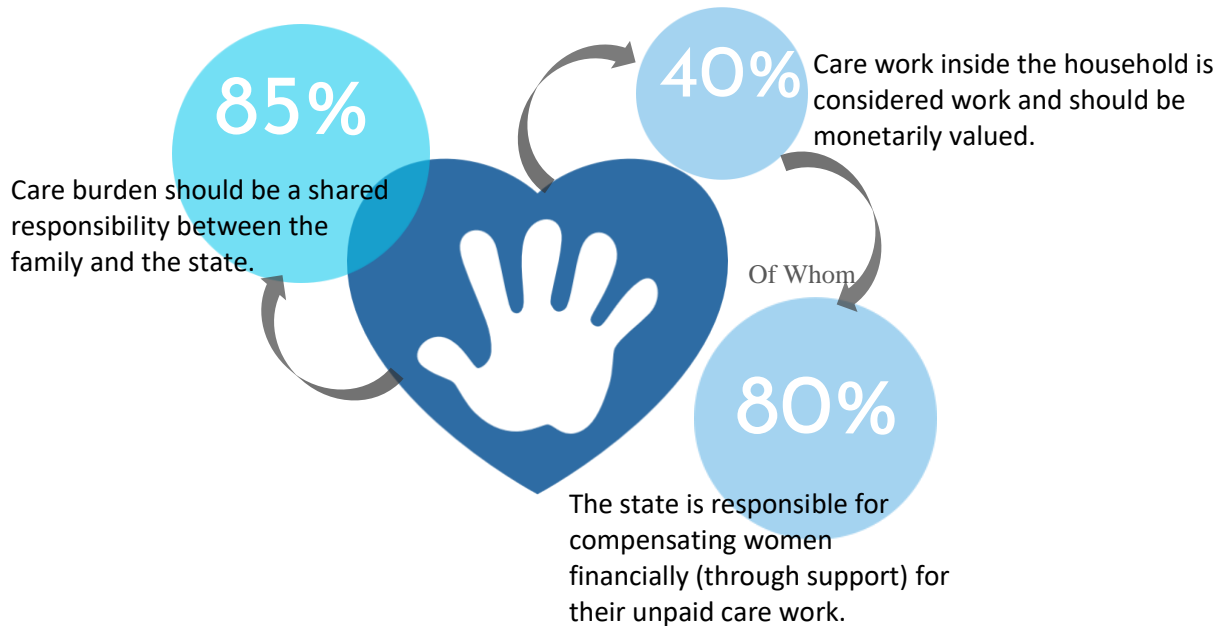 85%
Care burden should be a shared
responsibility between the
family and the state.
40%
Care work inside the household is
considered work and should be
monetarily valued.
Of Whom
80%
The state is responsible for
compensating women
financially (through support) for
their unpaid care work.